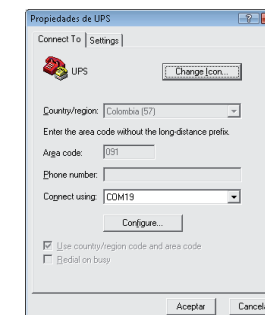 Propiedades de UPS
Connect To Settings
UPS
Change Icon...
Country/region: Colombia (57)
Enter the area code without the long-distance prefix.
Area code: 091
Phone number:
Connect using: COM19
Configure...
Use country/region code and area code
Redial on busy
Aceptar Cancela